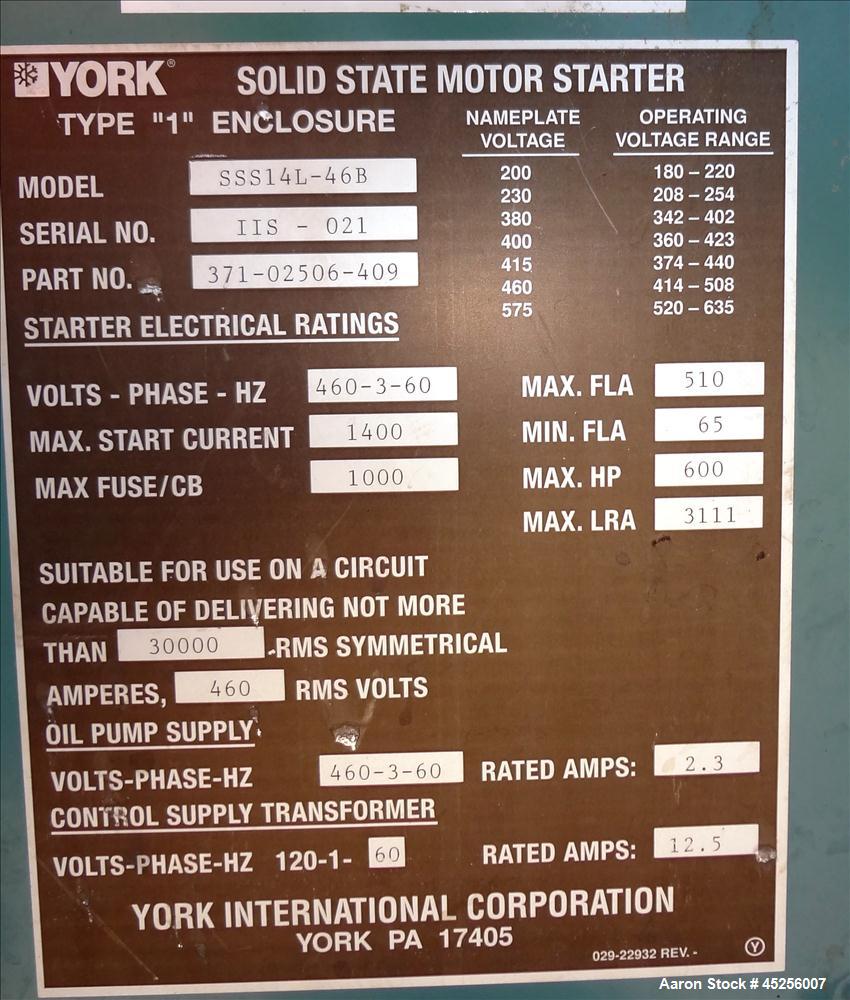 YORK® SOLID STATE MOTOR STARTER
TYPE "1" ENCLOSURE
NAMEPLATE VOLTAGE OPERATING VOLTAGE RANGE
200 180 – 220
230 208 – 254
380 342 – 402
400 360 – 423
415 374 – 440
460 414 – 508
575 520 – 635
MODEL SSS14L-46B
SERIAL NO. IIS - 021
PART NO. 371-02506-409
STARTER ELECTRICAL RATINGS
VOLTS - PHASE - HZ 460-3-60 MAX. FLA 510
MAX. START CURRENT 1400 MIN. FLA 65
MAX FUSE/CB 1000 MAX. HP 600
MAX. LRA 3111
SUITABLE FOR USE ON A CIRCUIT
CAPABLE OF DELIVERING NOT MORE
THAN 30000 RMS SYMMETRICAL
AMPERES, 460 RMS VOLTS
OIL PUMP SUPPLY
VOLTS-PHASE-HZ 460-3-60 RATED AMPS: 2.3
CONTROL SUPPLY TRANSFORMER
VOLTS-PHASE-HZ 120-1- 60 RATED AMPS: 12.5
YORK INTERNATIONAL CORPORATION
YORK PA 17405
029-22932 REV. - Y
Aaron Stock # 45256007